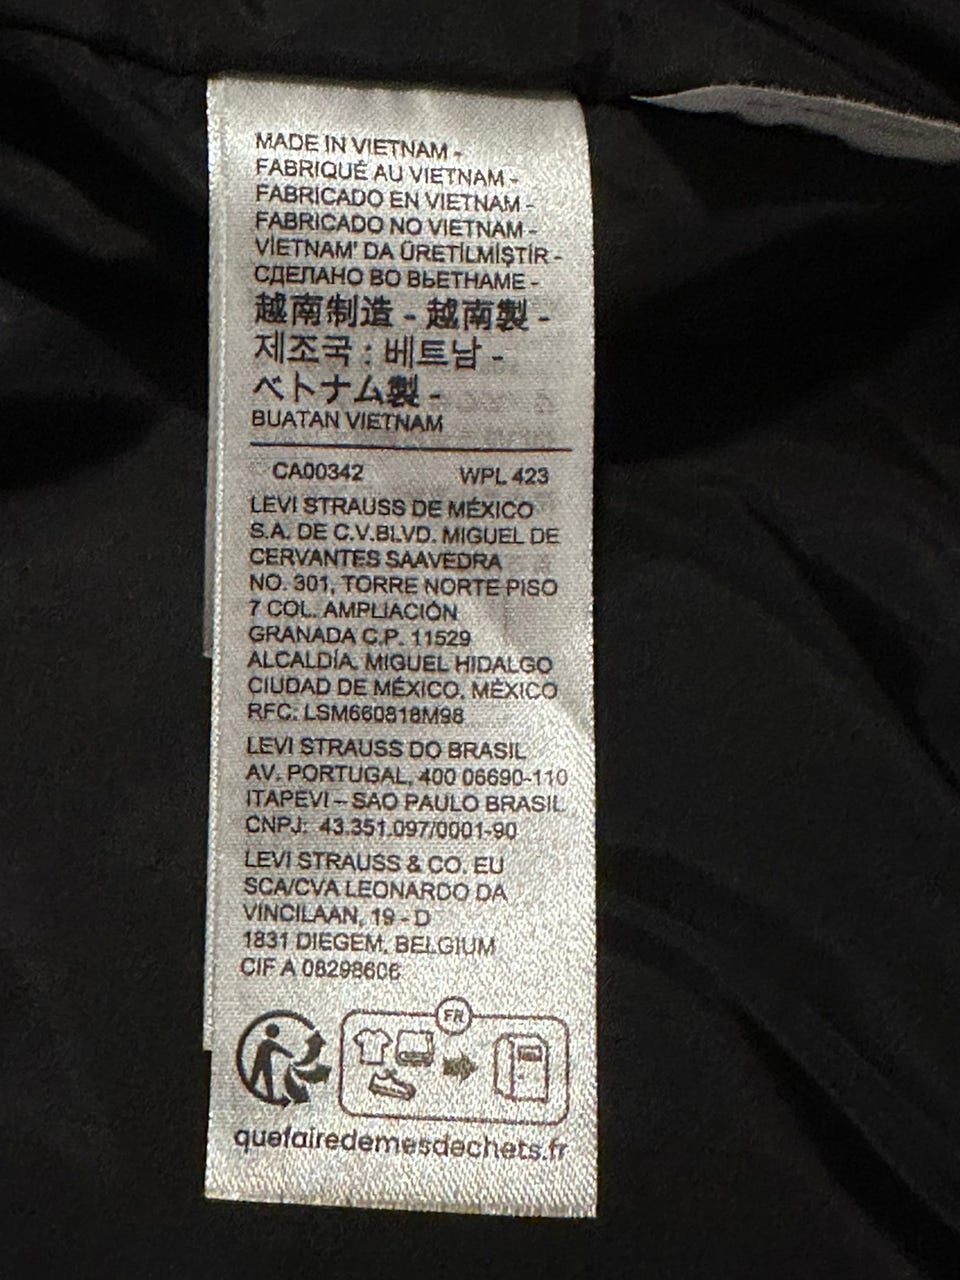 MADE IN VIETNAM -
FABRIQUÉ AU VIETNAM -
FABRICADO EN VIETNAM -
FABRICADO NO VIETNAM -
VİETNAM' DA ÜRETİLMİŞTİR -
СДЕЛАНО ВО ВЬЕТНАМЕ -
越南制造 - 越南製 -
제조국 : 베트남 -
ベトナム製 -
BUATAN VIETNAM
CA00342 WPL 423
LEVI STRAUSS DE MÉXICO
S.A. DE C.V.BLVD. MIGUEL DE
CERVANTES SAAVEDRA
NO. 301, TORRE NORTE PISO
7 COL. AMPLIACIÓN
GRANADA C.P. 11529
ALCALDÍA. MIGUEL HIDALGO
CIUDAD DE MÉXICO, MÉXICO
RFC: LSM660818M98
LEVI STRAUSS DO BRASIL
AV. PORTUGAL, 400 06690-110
ITAPEVI – SAO PAULO BRASIL
CNPJ: 43.351.097/0001-90
LEVI STRAUSS & CO. EU
SCA/CVA LEONARDO DA
VINCILAAN, 19 - D
1831 DIEGEM, BELGIUM
CIF A 08298606
FR
quefairedemesdechets.fr